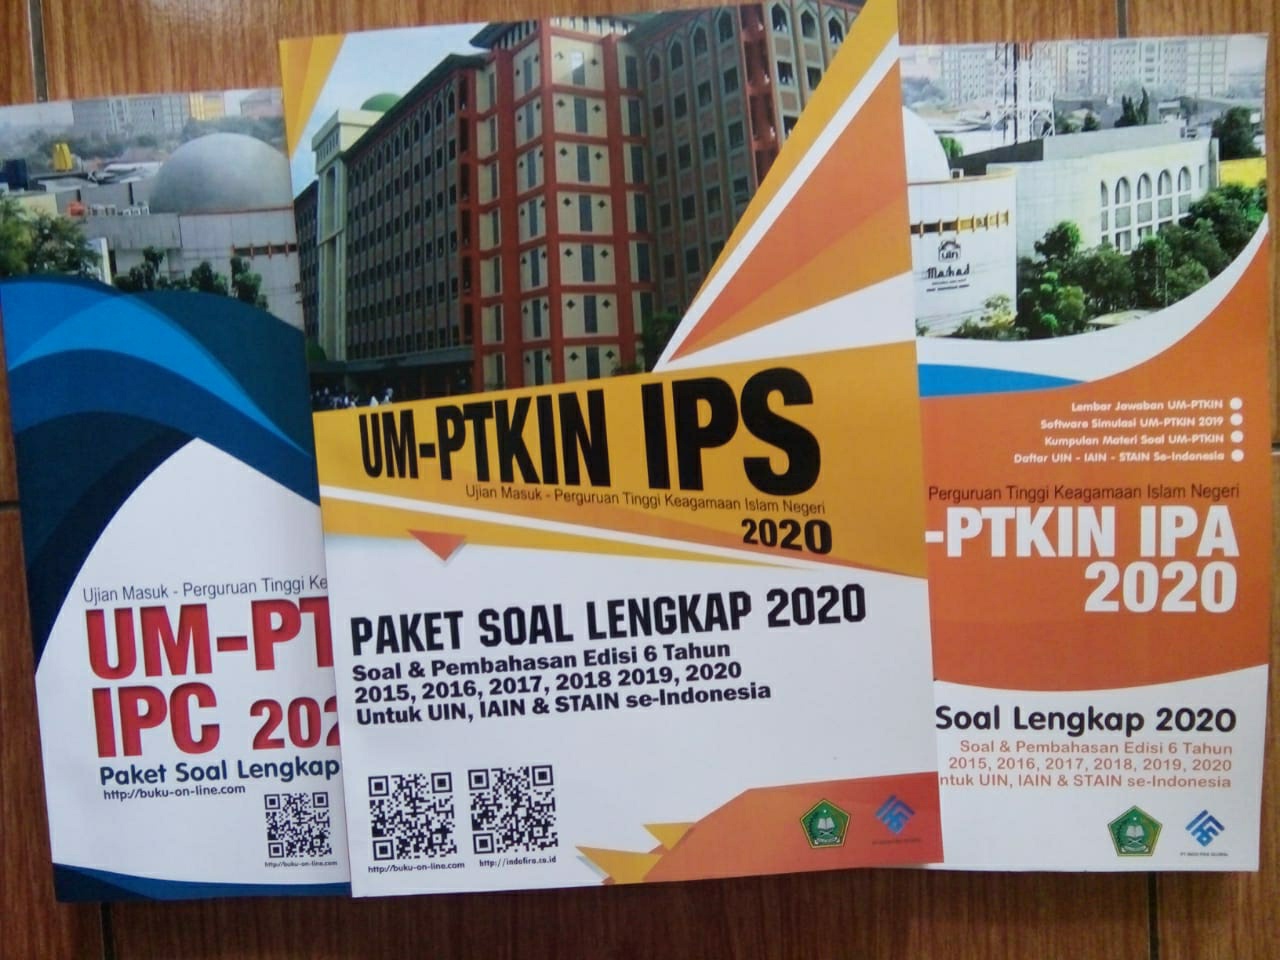 Ujian Masuk - Perguruan Tinggi Ke
UM-PT
IPC 202
Paket Soal Lengkap
http://buku-on-line.com
http://buku-on-line.com
UM-PTKIN IPS
Ujian Masuk - Perguruan Tinggi Keagamaan Islam Negeri
2020
PAKET SOAL LENGKAP 2020
Soal & Pembahasan Edisi 6 Tahun
2015, 2016, 2017, 2018 2019, 2020
Untuk UIN, IAIN & STAIN se-Indonesia
http://buku-on-line.com
http://indofira.co.id
uin
Ma'had
Lembar Jawaban UM-PTKIN
Software Simulasi UM-PTKIN 2019
Kumpulan Materi Soal UM-PTKIN
Daftar UIN - IAIN - STAIN Se-Indonesia
Perguruan Tinggi Keagamaan Islam Negeri
-PTKIN IPA
2020
Soal Lengkap 2020
Soal & Pembahasan Edisi 6 Tahun
2015, 2016, 2017, 2018, 2019, 2020
ntuk UIN, IAIN & STAIN se-Indonesia